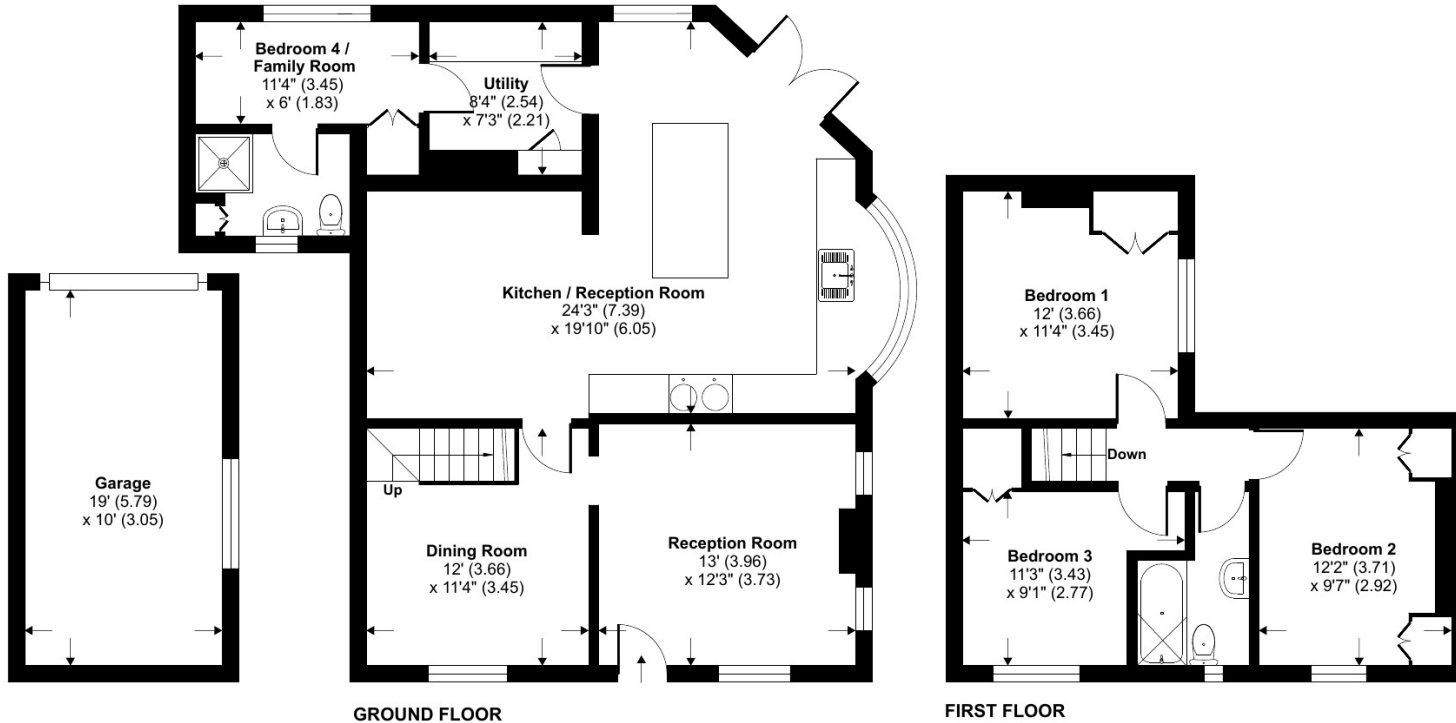 Bedroom 4 /
Family Room
11'4" (3.45)
x 6' (1.83)
Utility
8'4" (2.54)
x 7'3" (2.21)
Kitchen / Reception Room
24'3" (7.39)
x 19'10" (6.05)
Garage
19' (5.79)
x 10' (3.05)
Up
Dining Room
12' (3.66)
x 11'4" (3.45)
Reception Room
13' (3.96)
x 12'3" (3.73)
GROUND FLOOR
Bedroom 1
12' (3.66)
x 11'4" (3.45)
Down
Bedroom 3
11'3" (3.43)
x 9'1" (2.77)
Bedroom 2
12'2" (3.71)
x 9'7" (2.92)
FIRST FLOOR